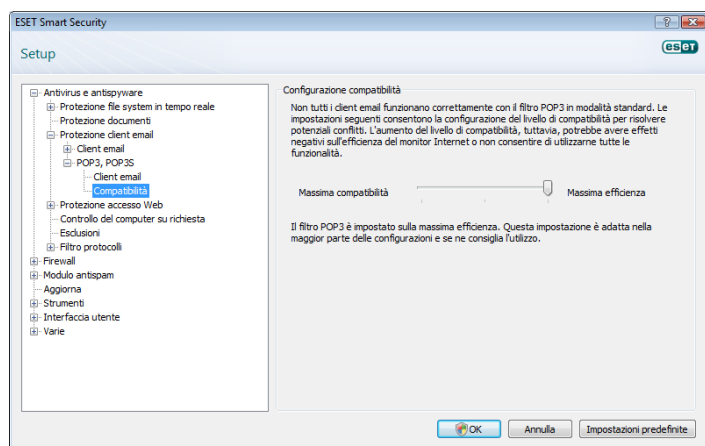 ESET Smart Security
Setup
eseT
Antivirus e antispyware
Protezione file system in tempo reale
Protezione documenti
Protezione client email
Client email
POP3, POP3S
Client email
Compatibilità
Protezione accesso Web
Controllo del computer su richiesta
Esclusioni
Filtro protocolli
Firewall
Modulo antispam
Aggiorna
Strumenti
Interfaccia utente
Varie
Configurazione compatibilità
Non tutti i client email funzionano correttamente con il filtro POP3 in modalità standard. Le
impostazioni seguenti consentono la configurazione del livello di compatibilità per risolvere
potenziali conflitti. L'aumento del livello di compatibilità, tuttavia, potrebbe avere effetti
negativi sull'efficienza del monitor Internet o non consentire di utilizzarne tutte le
funzionalità.
Massima compatibilità Massima efficienza
Il filtro POP3 è impostato sulla massima efficienza. Questa impostazione è adatta nella
maggior parte delle configurazioni e se ne consiglia l'utilizzo.
OK Annulla Impostazioni predefinite